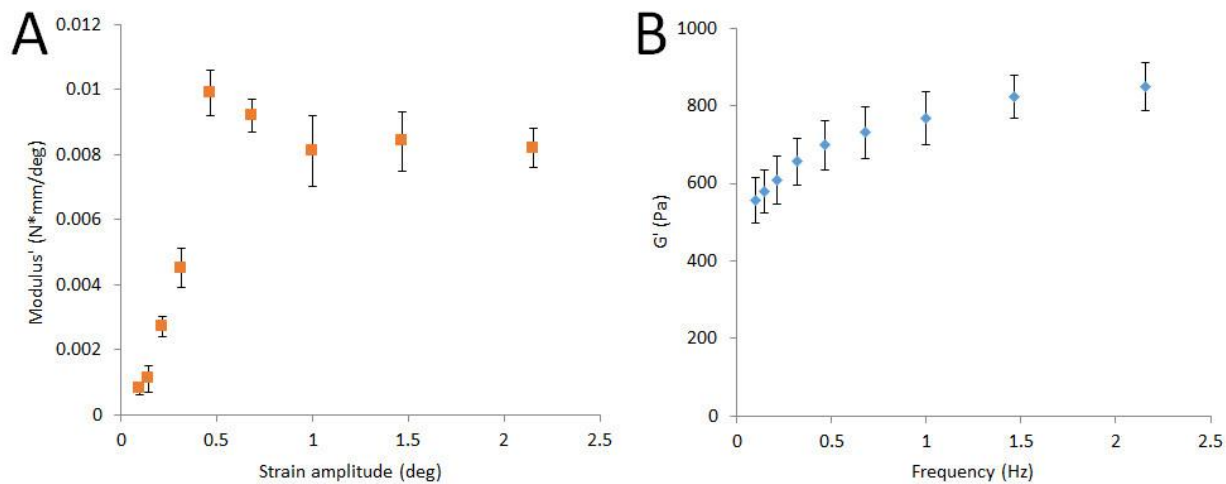 A
Modulus' (N*mm/deg)
0.012
0.01
0.008
0.006
0.004
0.002
0
0 0.5 1 1.5 2 2.5
Strain amplitude (deg)
B
G' (Pa)
1000
800
600
400
200
0
0 0.5 1 1.5 2 2.5
Frequency (Hz)